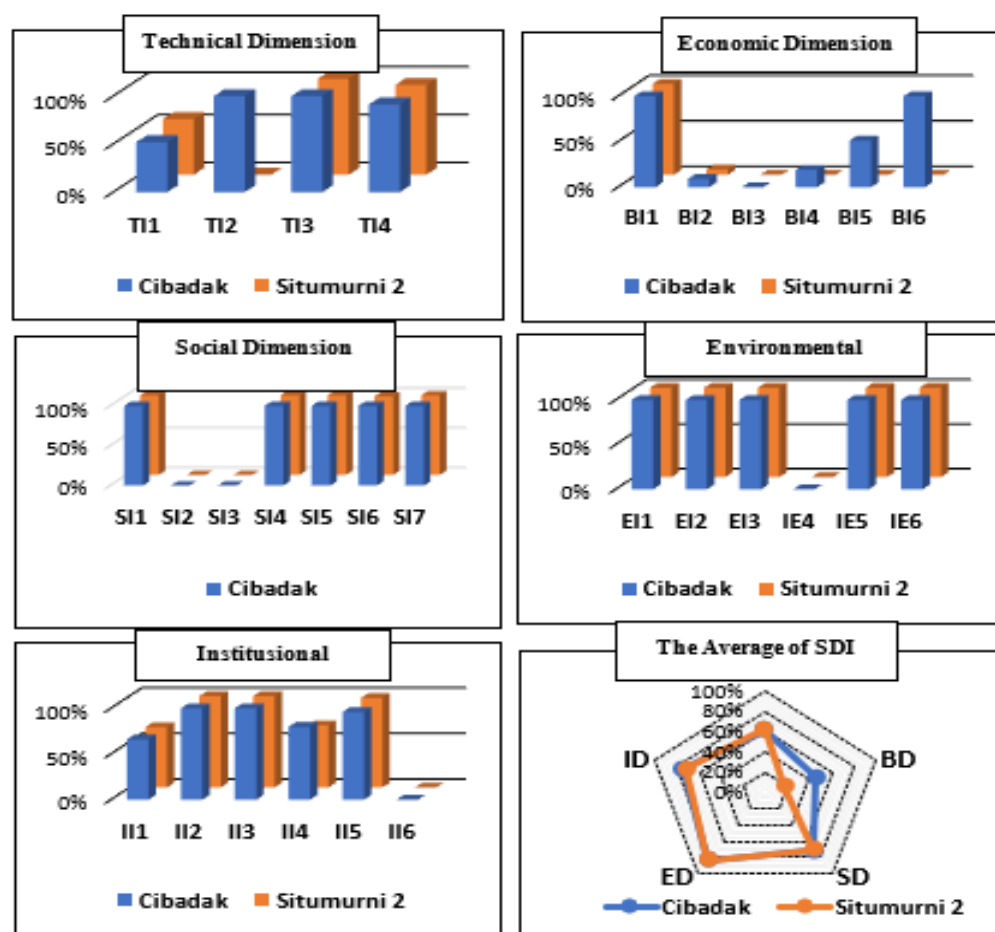 Technical Dimension
100%
50%
0%
TI1 TI2 TI3 TI4
Cibadak Situmurni 2
Economic Dimension
100%
50%
0%
BI1 BI2 BI3 BI4 BI5 BI6
Cibadak Situmurni 2
Social Dimension
100%
50%
0%
SI1 SI2 SI3 SI4 SI5 SI6 SI7
Cibadak
Environmental
100%
50%
0%
EI1 EI2 EI3 IE4 IE5 IE6
Cibadak Situmurni 2
Institusional
100%
50%
0%
II1 II2 II3 II4 II5 II6
Cibadak Situmurni 2
The Average of SDI
100%
80%
60%
40%
20%
0%
ID BD
ED SD
Cibadak Situmurni 2